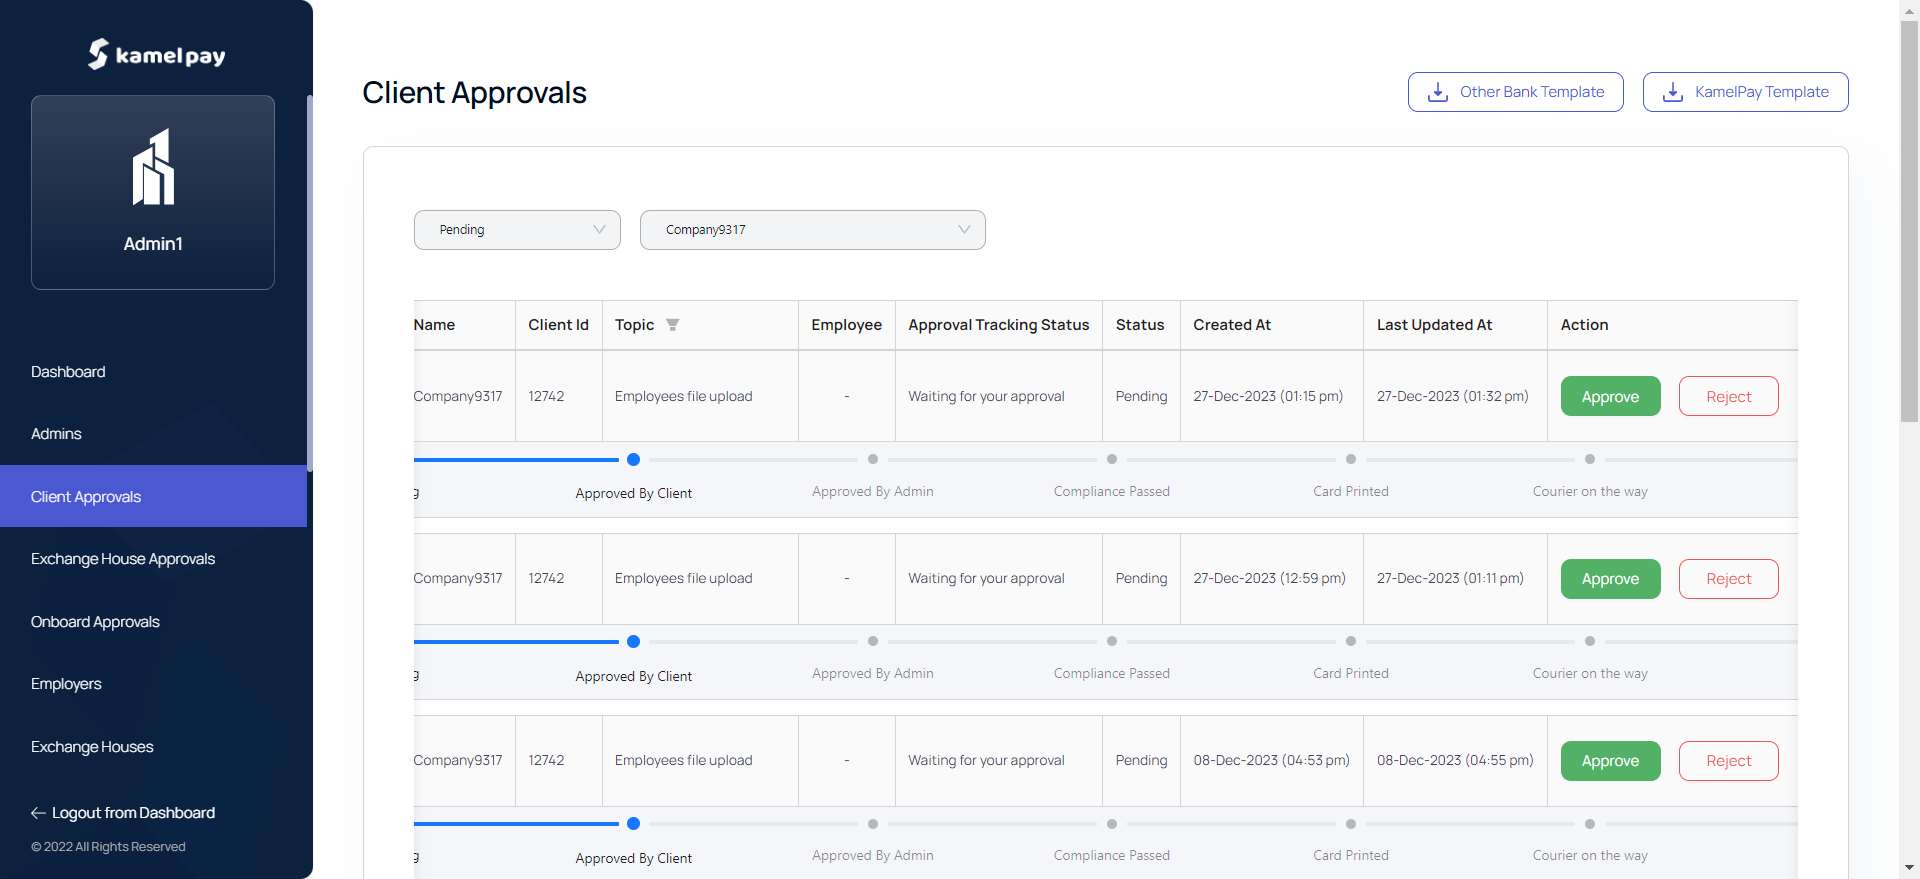 kamelpay
Admin1
Dashboard
Admins
Client Approvals
Exchange House Approvals
Onboard Approvals
Employers
Exchange Houses
Logout from Dashboard
© 2022 All Rights Reserved
Client Approvals
Other Bank Template
KamelPay Template
Pending
Company9317
Name Client Id Topic Employee Approval Tracking Status Status Created At Last Updated At Action
Company9317 12742 Employees file upload - Waiting for your approval Pending 27-Dec-2023 (01:15 pm) 27-Dec-2023 (01:32 pm) Approve Reject
g Approved By Client Approved By Admin Compliance Passed Card Printed Courier on the way
Company9317 12742 Employees file upload - Waiting for your approval Pending 27-Dec-2023 (12:59 pm) 27-Dec-2023 (01:11 pm) Approve Reject
g Approved By Client Approved By Admin Compliance Passed Card Printed Courier on the way
Company9317 12742 Employees file upload - Waiting for your approval Pending 08-Dec-2023 (04:53 pm) 08-Dec-2023 (04:55 pm) Approve Reject
g Approved By Client Approved By Admin Compliance Passed Card Printed Courier on the way